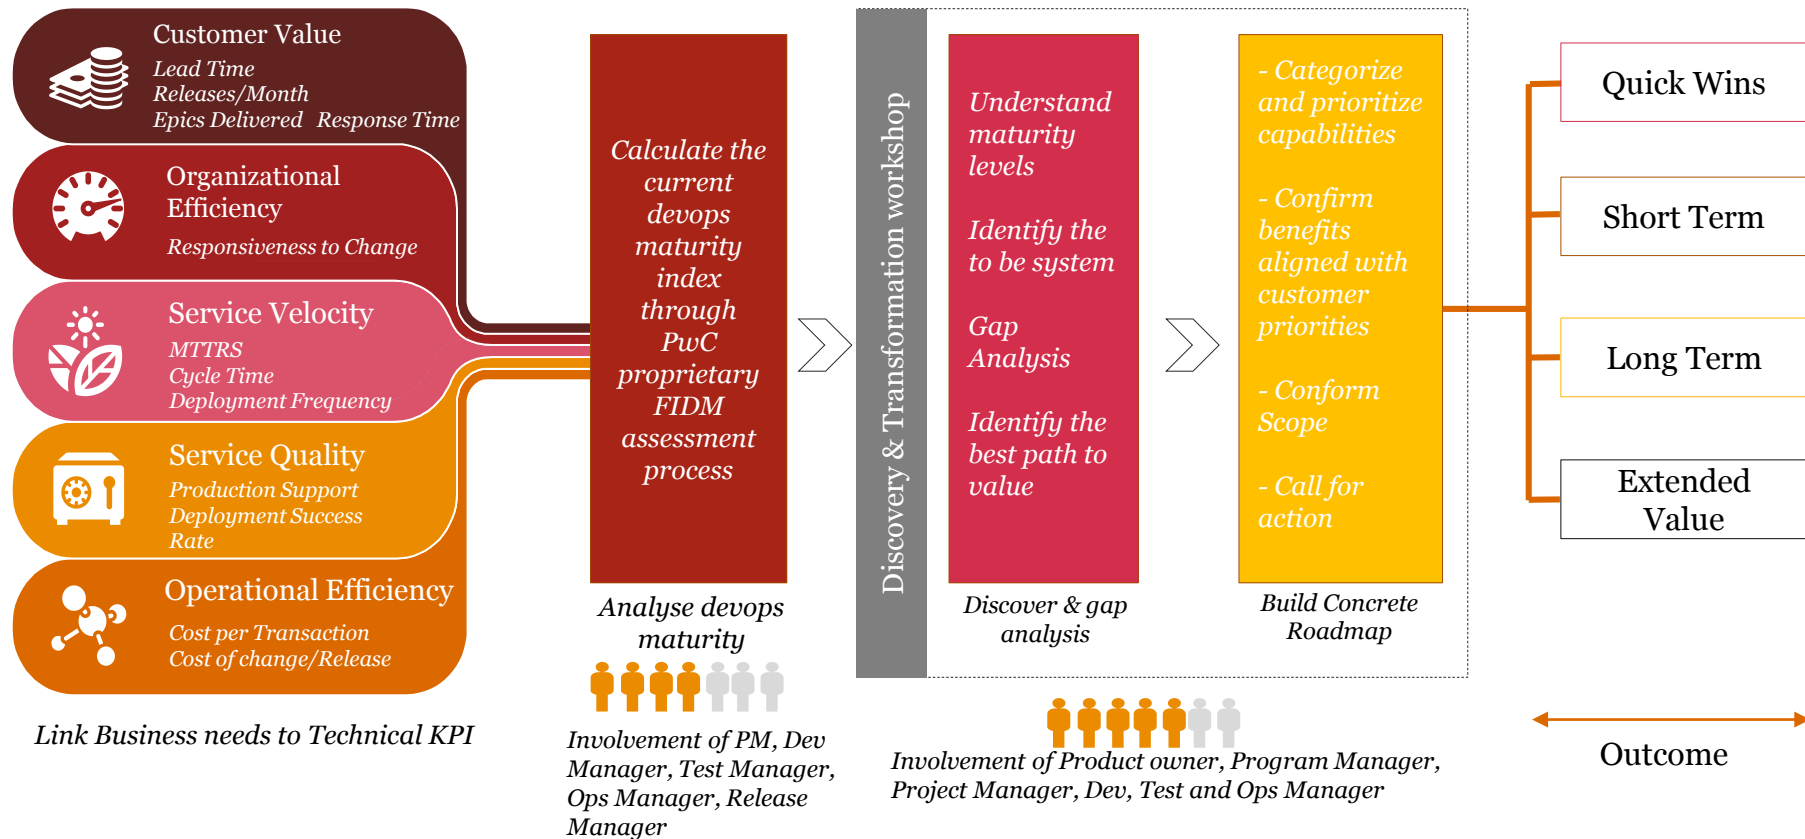 Customer Value
Lead Time
Releases/Month
Epics Delivered   Response Time
Organizational
Efficiency
Responsiveness to Change
Service Velocity
MTTRS
Cycle Time
Deployment Frequency
Service Quality
Production Support
Deployment Success
Rate
Operational Efficiency
Cost per Transaction
Cost of change/Release
Link Business needs to Technical KPI
Calculate the
current
devops
maturity
index
through
PwC
proprietary
FIDM
assessment
process
Analyse devops
maturity
Involvement of PM, Dev
Manager, Test Manager,
Ops Manager, Release
Manager
Discovery & Transformation workshop
Understand
maturity
levels
Identify the
to be system
Gap
Analysis
Identify the
best path to
value
Discover & gap
analysis
- Categorize
and prioritize
capabilities
- Confirm
benefits
aligned with
customer
priorities
- Conform
Scope
- Call for
action
Build Concrete
Roadmap
Involvement of Product owner, Program Manager,
Project Manager, Dev, Test and Ops Manager
Quick Wins
Short Term
Long Term
Extended
Value
Outcome